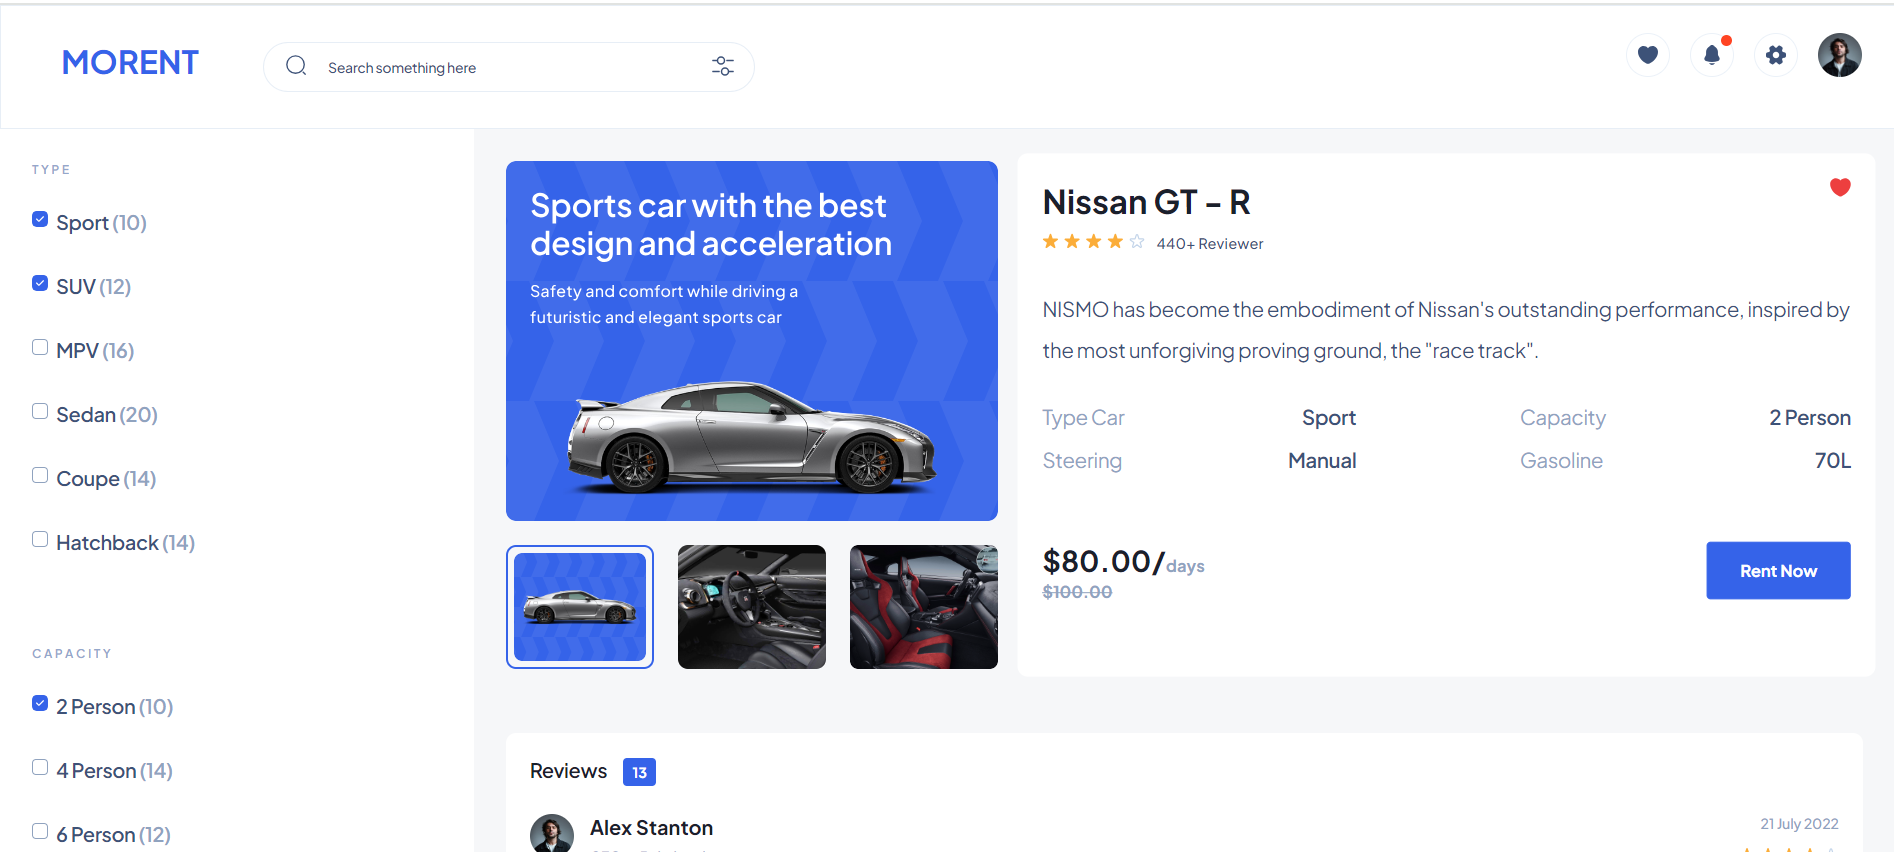 MORENT
Search something here
TYPE
Sport (10)
SUV (12)
MPV (16)
Sedan (20)
Coupe (14)
Hatchback (14)
CAPACITY
2 Person (10)
4 Person (14)
6 Person (12)
Sports car with the best
design and acceleration
Safety and comfort while driving a
futuristic and elegant sports car
Nissan GT - R
440+ Reviewer
NISMO has become the embodiment of Nissan's outstanding performance, inspired by
the most unforgiving proving ground, the "race track".
Type Car Sport Capacity 2 Person
Steering Manual Gasoline 70L
$80.00/days
$100.00
Rent Now
Reviews 13
Alex Stanton 21 July 2022